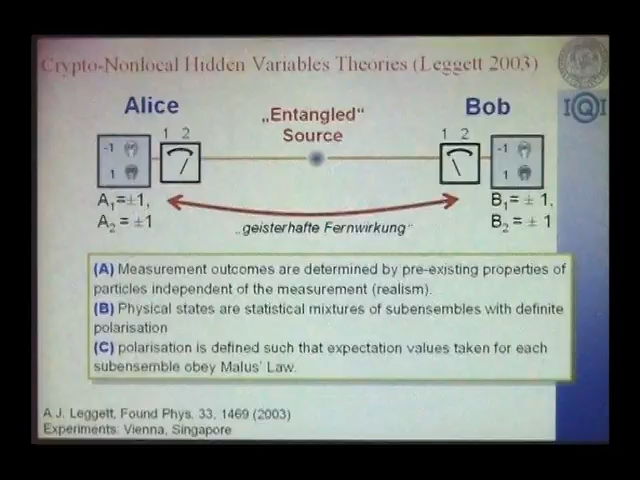 Crypto-Nonlocal Hidden Variables Theories (Leggett 2003)
Alice
„Entangled“
Source
Bob
IQI
1 2
1 2
-1
1
-1
1
A₁=±1,
A₂ = ±1
B₁= ± 1,
B₂ = ± 1
„geisterhafte Fernwirkung“
(A) Measurement outcomes are determined by pre-existing properties of
particles independent of the measurement (realism).
(B) Physical states are statistical mixtures of subensembles with definite
polarisation
(C) polarisation is defined such that expectation values taken for each
subensemble obey Malus' Law.
A J. Leggett, Found Phys. 33, 1469 (2003)
Experiments: Vienna, Singapore